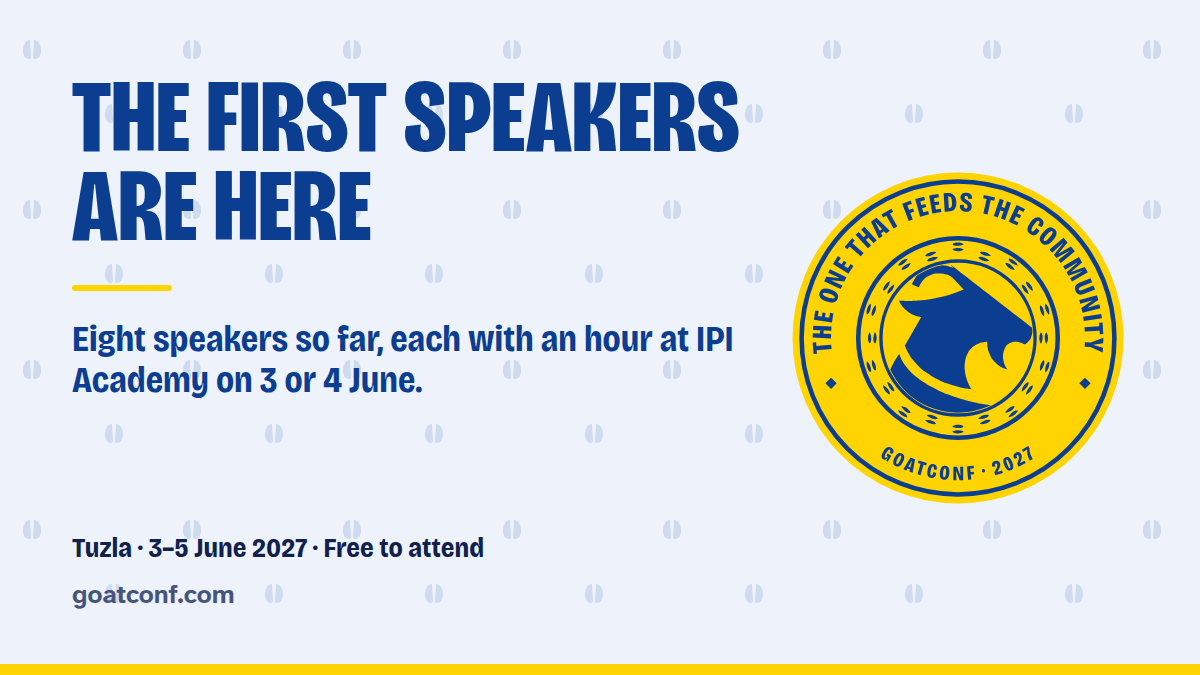 THE FIRST SPEAKERS
ARE HERE
Eight speakers so far, each with an hour at IPI
Academy on 3 or 4 June.
Tuzla · 3–5 June 2027 · Free to attend
goatconf.com
THE ONE THAT FEEDS THE COMMUNITY
GOATCONF · 2027